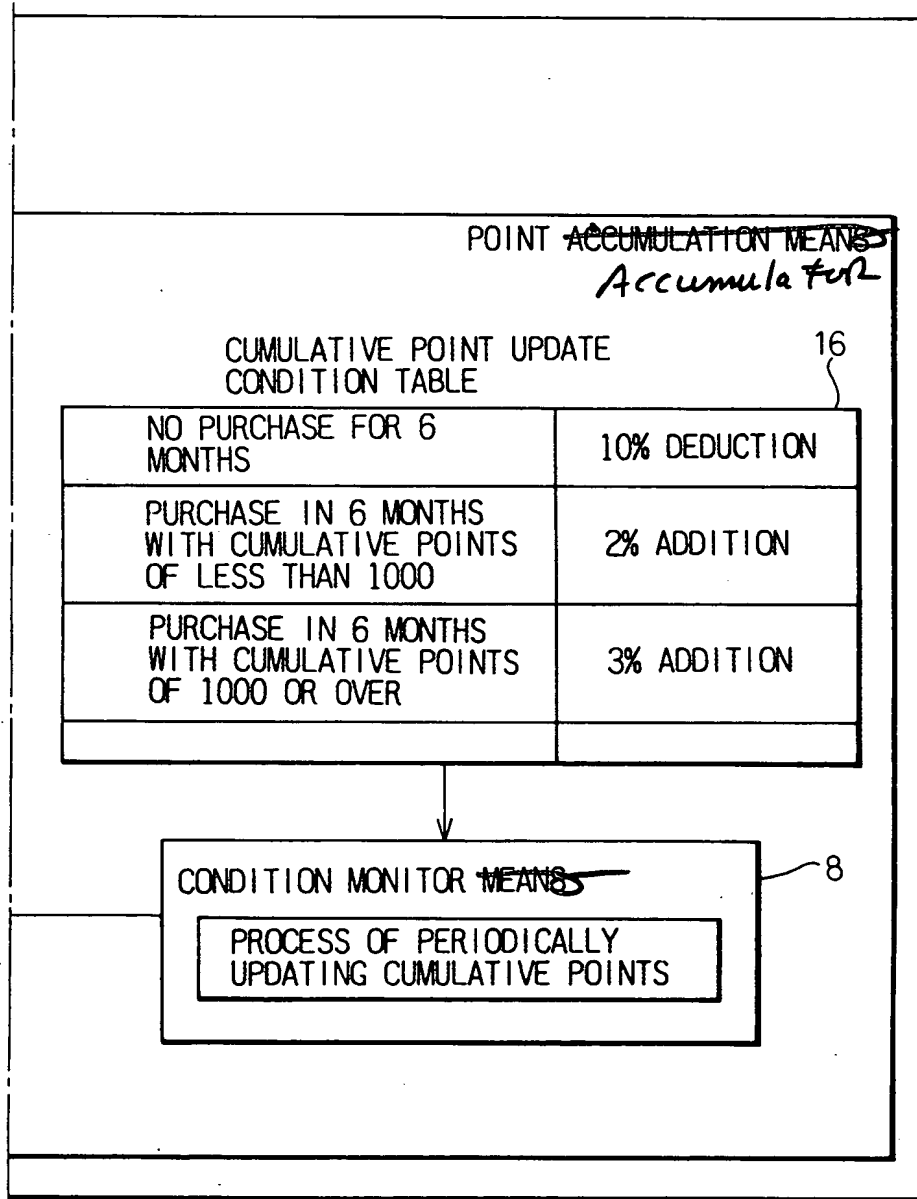 POINT ACCUMULATION MEANS
Accumulator
CUMULATIVE POINT UPDATE
CONDITION TABLE
16
NO PURCHASE FOR 6
MONTHS
10% DEDUCTION
PURCHASE IN 6 MONTHS
WITH CUMULATIVE POINTS
OF LESS THAN 1000
2% ADDITION
PURCHASE IN 6 MONTHS
WITH CUMULATIVE POINTS
OF 1000 OR OVER
3% ADDITION
CONDITION MONITOR MEANS
8
PROCESS OF PERIODICALLY
UPDATING CUMULATIVE POINTS